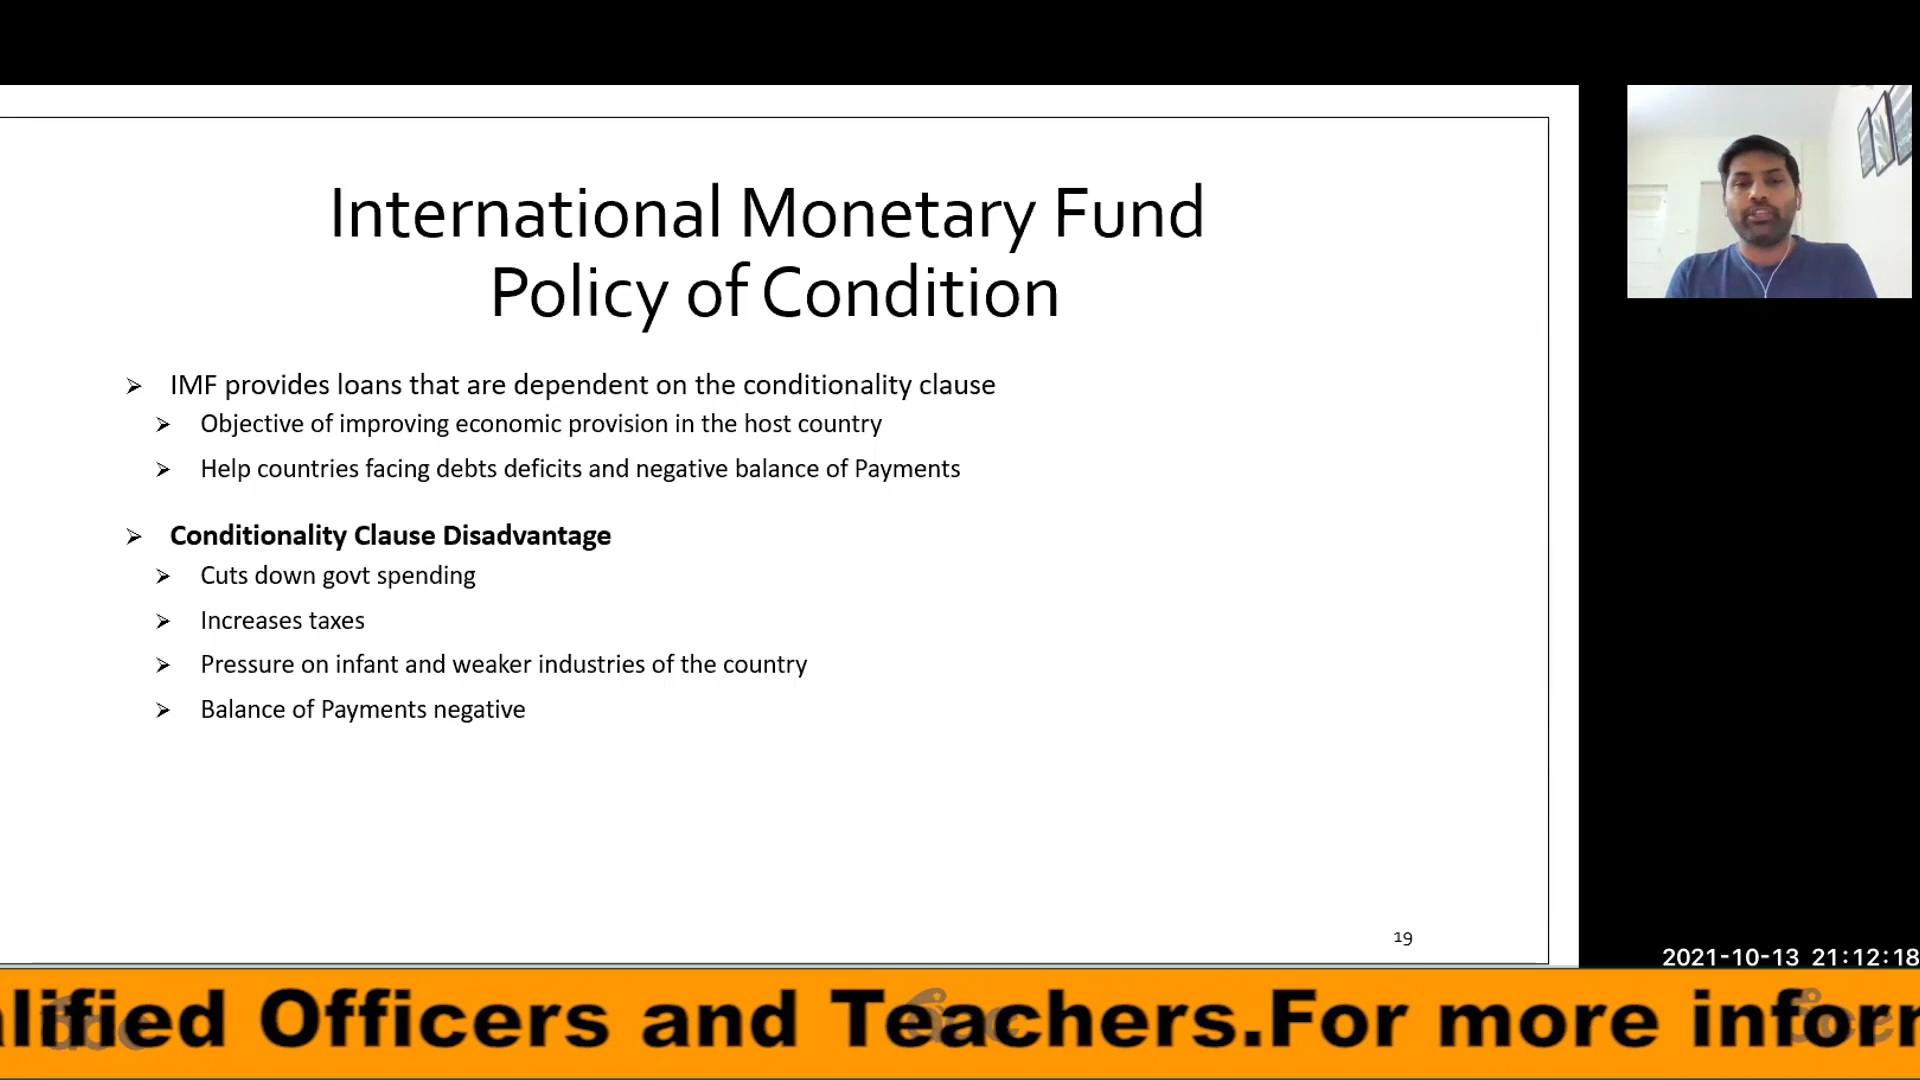 International Monetary Fund
Policy of Condition
IMF provides loans that are dependent on the conditionality clause
Objective of improving economic provision in the host country
Help countries facing debts deficits and negative balance of Payments
Conditionality Clause Disadvantage
Cuts down govt spending
Increases taxes
Pressure on infant and weaker industries of the country
Balance of Payments negative
19
2021-10-13 21:12:18
alified Officers and Teachers.For more inforr